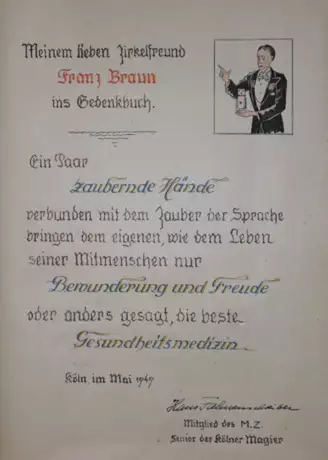 Meinem lieben Zirkelfreund
Franz Braun
ins Gedenkbuch.
Ein Paar
zaubernde Hände
verbunden mit dem Zauber der Sprache
bringen dem eigenen, wie dem Leben
seiner Mitmenschen nur
Bewunderung und Freude
oder anders gesagt, die beste
Gesundheitsmedizin.
Köln, im Mai 1949
Hans
Mitglied des M.Z.
Senior der Kölner Magier